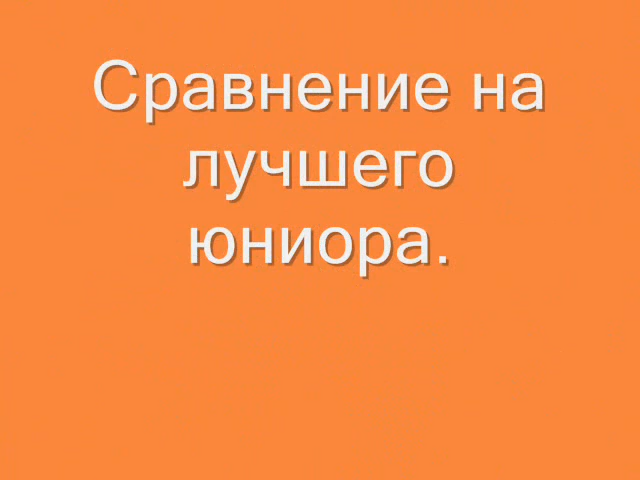 Сравнение на
лучшего
юниора.